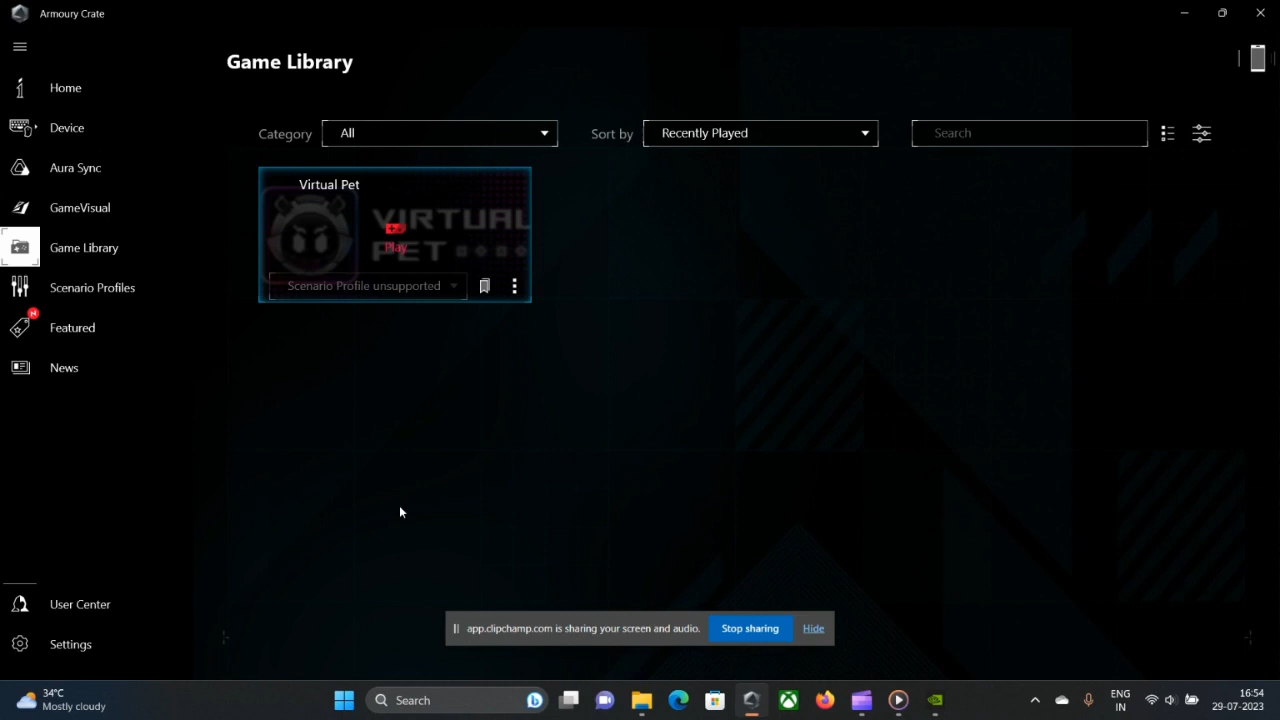 Armoury Crate
Game Library
Home
Device
Aura Sync
GameVisual
Game Library
Scenario Profiles
N
Featured
News
User Center
Settings
Category
All
Sort by
Recently Played
Search
Virtual Pet
VIRTUAL
PET
Play
Scenario Profile unsupported
app.clipchamp.com is sharing your screen and audio.
Stop sharing
Hide
34°C
Mostly cloudy
Search
ENG
IN
16:54
29-07-2023